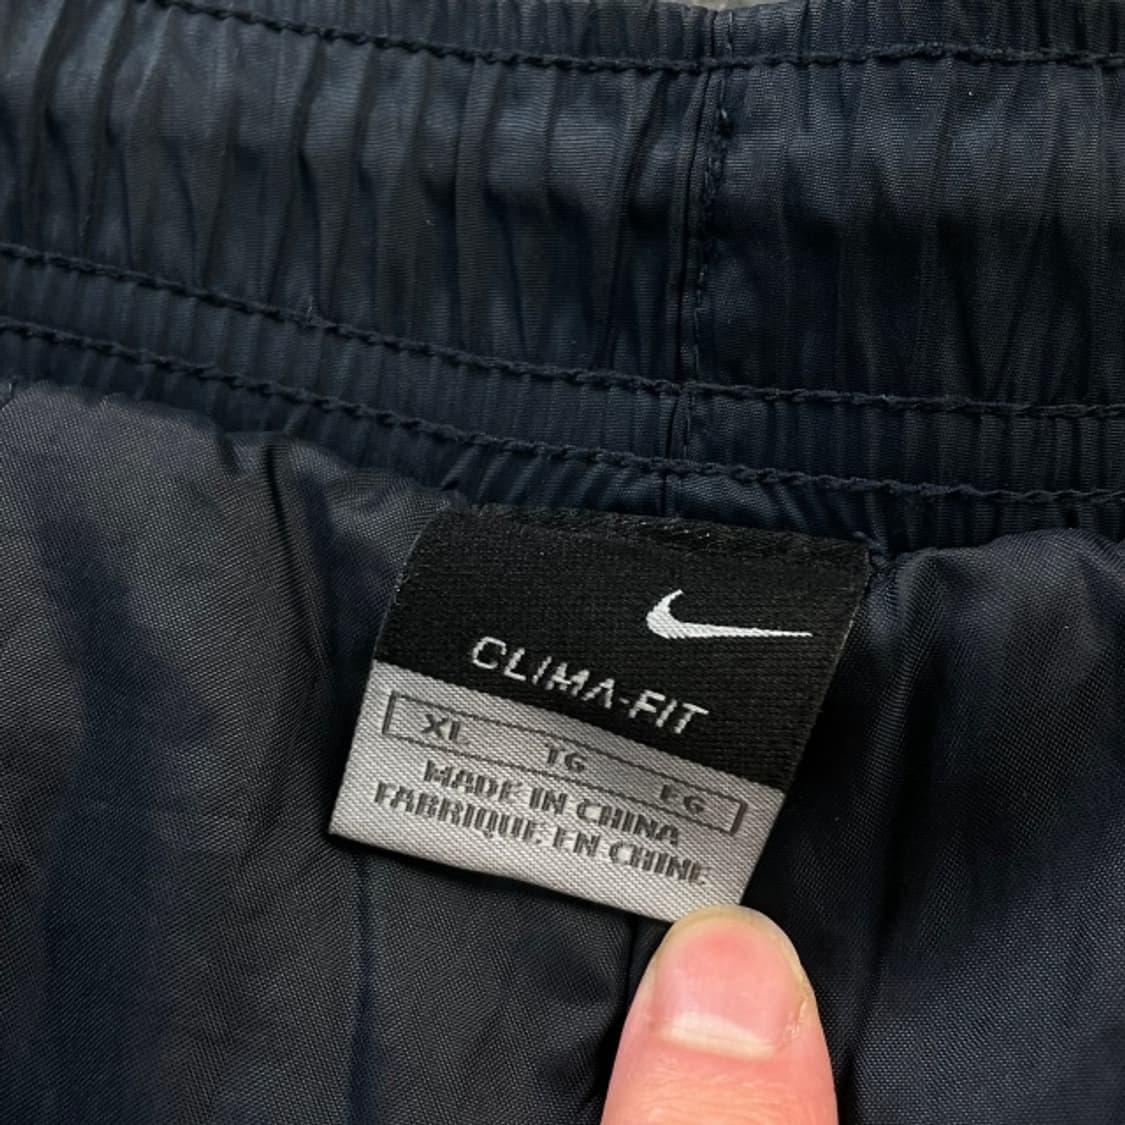 CLIMA-FIT
XL TG EG
MADE IN CHINA
FABRIQUE EN CHINE